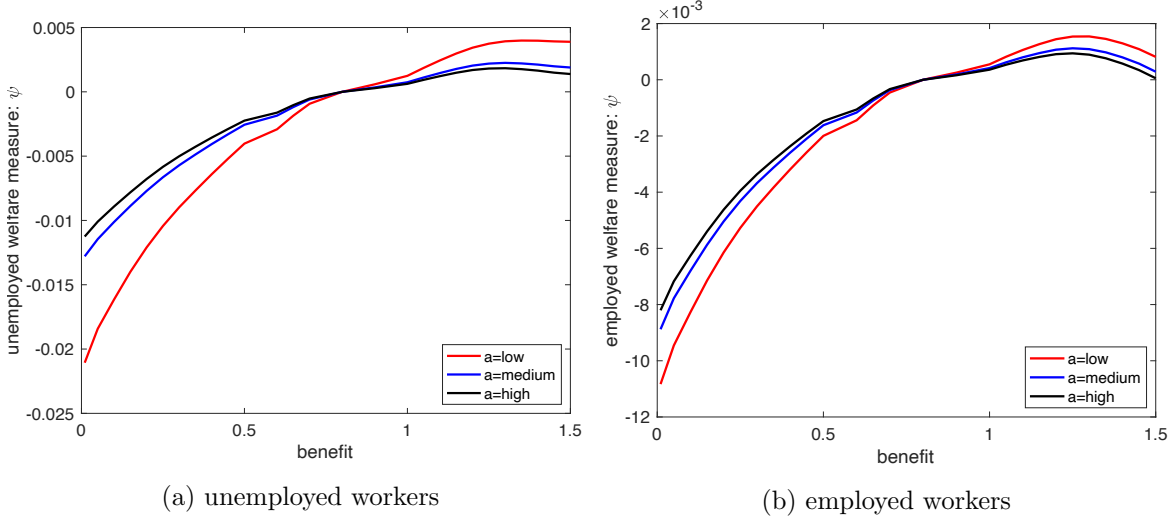 0.005
0
-0.005
-0.01
-0.015
-0.02
-0.025
unemployed welfare measure: ψ
0 0.5 1 1.5
benefit
a=low
a=medium
a=high
(a) unemployed workers
×10⁻³
2
0
-2
-4
-6
-8
-10
-12
employed welfare measure: ψ
0 0.5 1 1.5
benefit
a=low
a=medium
a=high
(b) employed workers